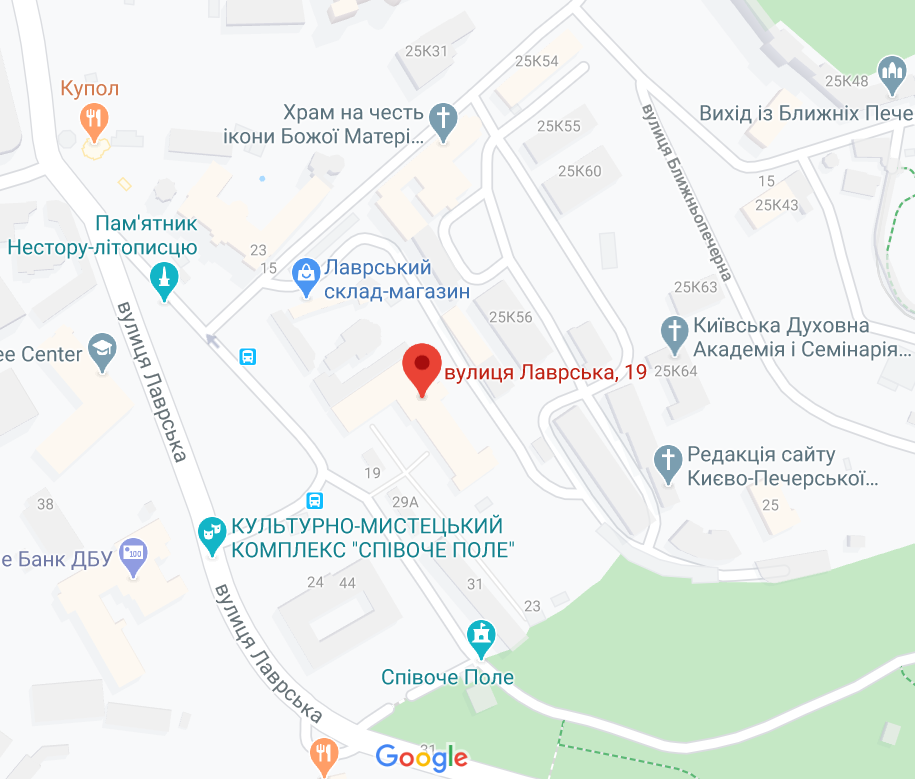 25К31
25К54
25К48
Купол
Храм на честь
ікони Божої Матері...
Вихід із Ближніх Пече
25К55
25К60
вулиця Ближньопечерна
15
25К43
Пам'ятник
Нестору-літописцю
23
15
Лаврський
склад-магазин
25К63
25К56
Київська Духовна
Академія і Семінарія...
вулиця Лаврська
ee Center
вулиця Лаврська, 19
25К64
19
29А
Редакція сайту
Києво-Печерської...
25
38
КУЛЬТУРНО-МИСТЕЦЬКИЙ
КОМПЛЕКС "СПІВОЧЕ ПОЛЕ"
е Банк ДБУ
100
24
44
31
23
вулиця Лаврська
Співоче Поле
31
Google